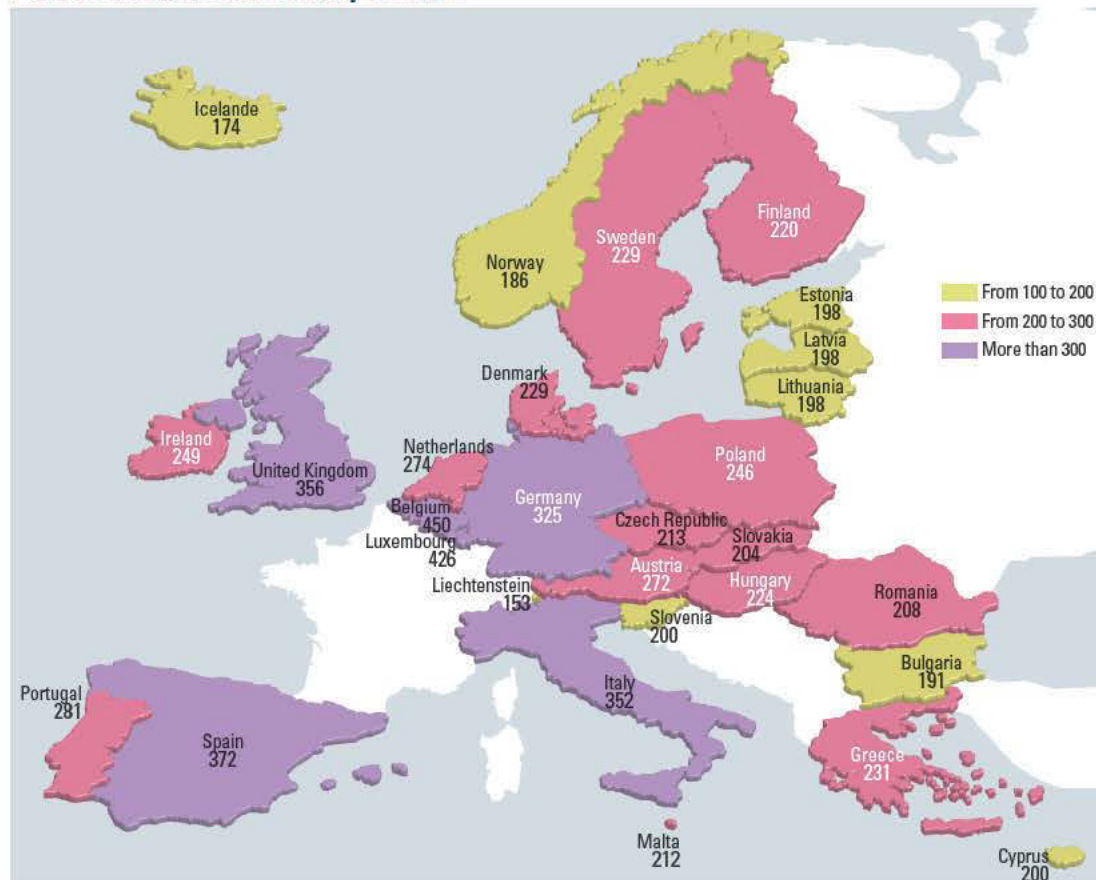 Icelande
174
Norway
186
Sweden
229
Finland
220
Estonia
198
Latvia
198
Lithuania
198
From 100 to 200
From 200 to 300
More than 300
Denmark
229
Ireland
249
United Kingdom
356
Netherlands
274
Belgium
450
Luxembourg
426
Germany
325
Poland
246
Czech Republic
213
Slovakia
204
Liechtenstein
153
Austria
272
Hungary
224
Romania
208
Slovenia
200
Bulgaria
191
Italy
352
Portugal
281
Spain
372
Greece
231
Malta
212
Cyprus
200